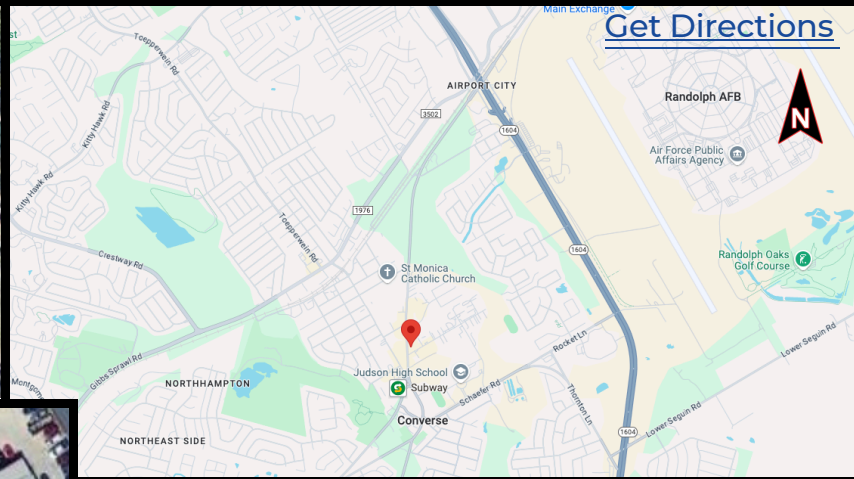 Main Exchange
Get Directions
st
Toepperwein Rd
AIRPORT CITY
Randolph AFB
N
3502
1604
Kitty Hawk Rd
Air Force Public
Affairs Agency
Kitty Hawk Rd
1976
Toepperwein Rd
1604
Crestway Rd
Randolph Oaks
Golf Course
St Monica
Catholic Church
Rocket Ln
Lower Seguin Rd
Gibbs Sprawl Rd
Judson High School
Montgom
NORTHHAMPTON
Subway
Schaefer Rd
Thornton Ln
Converse
Lower Seguin Rd
1604
NORTHEAST SIDE